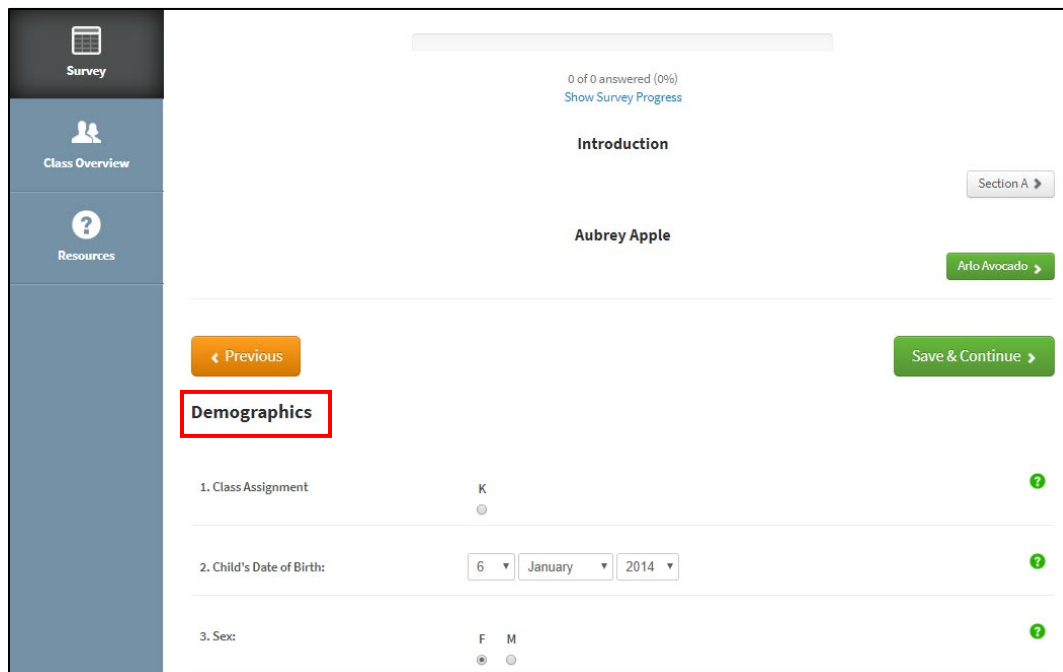 Survey
Class Overview
Resources
0 of 0 answered (0%)
Show Survey Progress
Introduction
Section A
Aubrey Apple
Arlo Avocado
Previous
Save & Continue
Demographics
1. Class Assignment
K
2. Child's Date of Birth:
6 January 2014
3. Sex:
F M